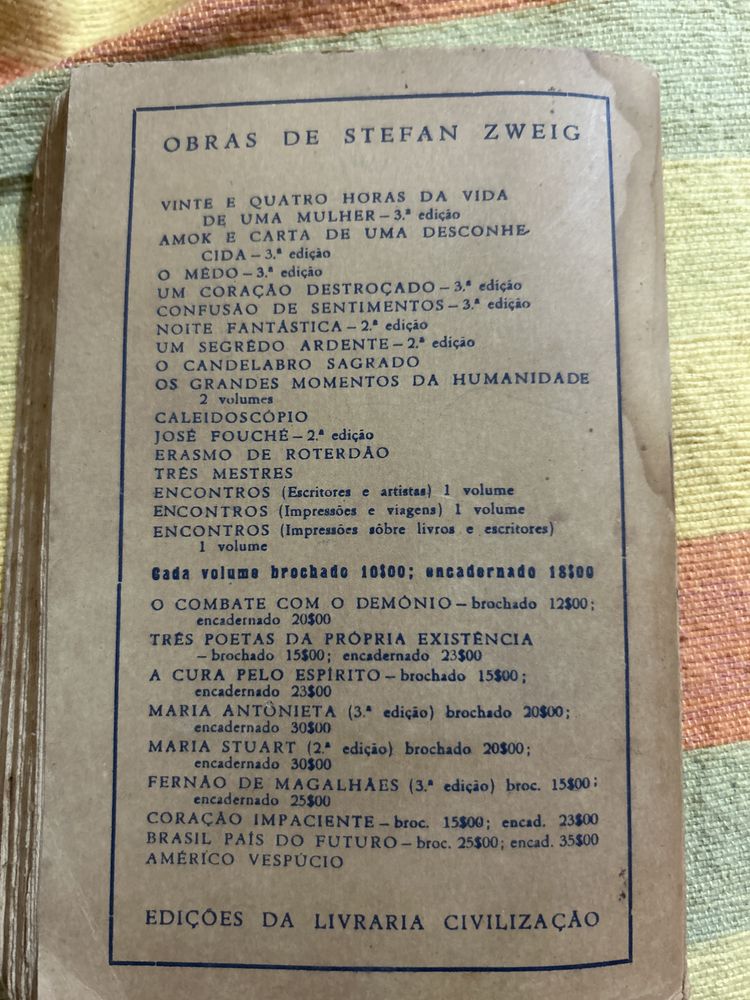 OBRAS DE STEFAN ZWEIG
VINTE E QUATRO HORAS DA VIDA
DE UMA MULHER – 3.ª edição
AMOK E CARTA DE UMA DESCONHE-
CIDA – 3.ª edição
O MÊDO – 3.ª edição
UM CORAÇÃO DESTROÇADO – 3.ª edição
CONFUSÃO DE SENTIMENTOS – 3.ª edição
NOITE FANTÁSTICA – 2.ª edição
UM SEGRÊDO ARDENTE – 2.ª edição
O CANDELABRO SAGRADO
OS GRANDES MOMENTOS DA HUMANIDADE
2 volumes
CALEIDOSCÓPIO
JOSÉ FOUCHÉ – 2.ª edição
ERASMO DE ROTERDÃO
TRÊS MESTRES
ENCONTROS (Escritores e artistas) 1 volume
ENCONTROS (Impressões e viagens) 1 volume
ENCONTROS (Impressões sôbre livros e escritores)
1 volume
Cada volume brochado 10$00; encadernado 18$00
O COMBATE COM O DEMÓNIO – brochado 12$00;
encadernado 20$00
TRÊS POETAS DA PRÓPRIA EXISTÊNCIA
– brochado 15$00; encadernado 23$00
A CURA PELO ESPÍRITO – brochado 15$00;
encadernado 23$00
MARIA ANTÔNIETA (3.ª edição) brochado 20$00;
encadernado 30$00
MARIA STUART (2.ª edição) brochado 20$00;
encadernado 30$00
FERNÃO DE MAGALHÃES (3.ª edição) broc. 15$00;
encadernado 25$00
CORAÇÃO IMPACIENTE – broc. 15$00; encad. 23$00
BRASIL PAÍS DO FUTURO – broc. 25$00; encad. 35$00
AMÉRICO VESPÚCIO
EDIÇÕES DA LIVRARIA CIVILIZAÇÃO